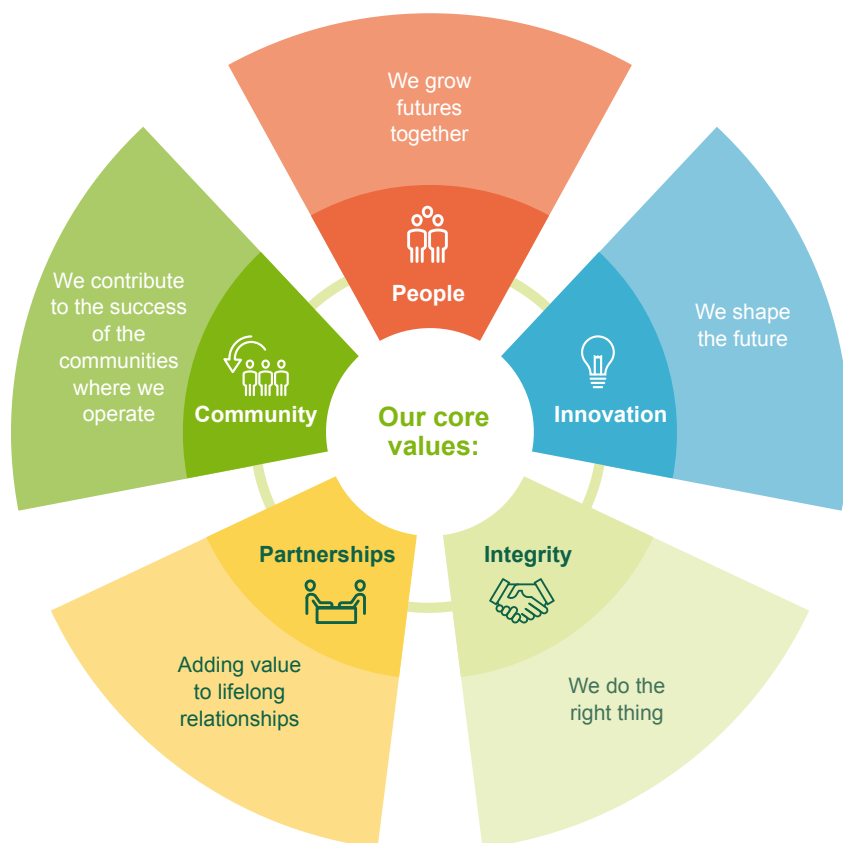 We grow
futures
together
People
We shape
the future
Innovation
Integrity
We do the
right thing
Partnerships
Adding value
to lifelong
relationships
We contribute
to the success
of the
communities
where we
operate
Community
Our core
values: